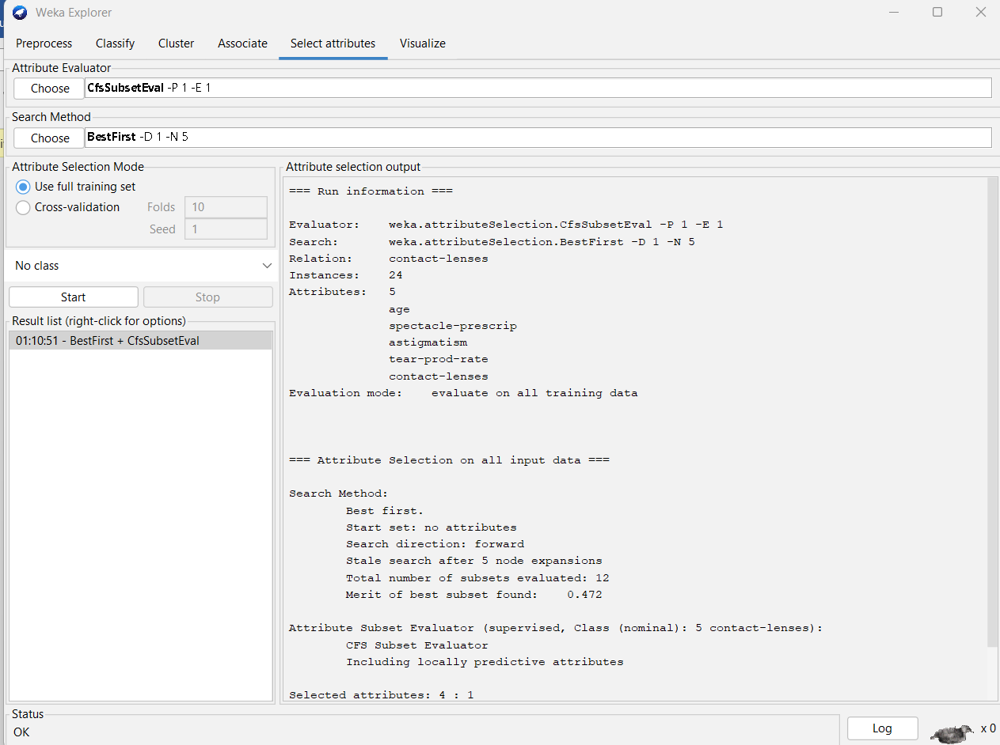 Weka Explorer
Preprocess Classify Cluster Associate Select attributes Visualize
Attribute Evaluator
Choose CfsSubsetEval -P 1 -E 1
Search Method
Choose BestFirst -D 1 -N 5
Attribute Selection Mode
Use full training set
Cross-validation Folds 10
Seed 1
No class
Start Stop
Result list (right-click for options)
01:10:51 - BestFirst + CfsSubsetEval
Attribute selection output
=== Run information ===
Evaluator: weka.attributeSelection.CfsSubsetEval -P 1 -E 1
Search: weka.attributeSelection.BestFirst -D 1 -N 5
Relation: contact-lenses
Instances: 24
Attributes: 5
age
spectacle-prescrip
astigmatism
tear-prod-rate
contact-lenses
Evaluation mode: evaluate on all training data
=== Attribute Selection on all input data ===
Search Method:
Best first.
Start set: no attributes
Search direction: forward
Stale search after 5 node expansions
Total number of subsets evaluated: 12
Merit of best subset found: 0.472
Attribute Subset Evaluator (supervised, Class (nominal): 5 contact-lenses):
CFS Subset Evaluator
Including locally predictive attributes
Selected attributes: 4 : 1
Status
OK
Log x 0